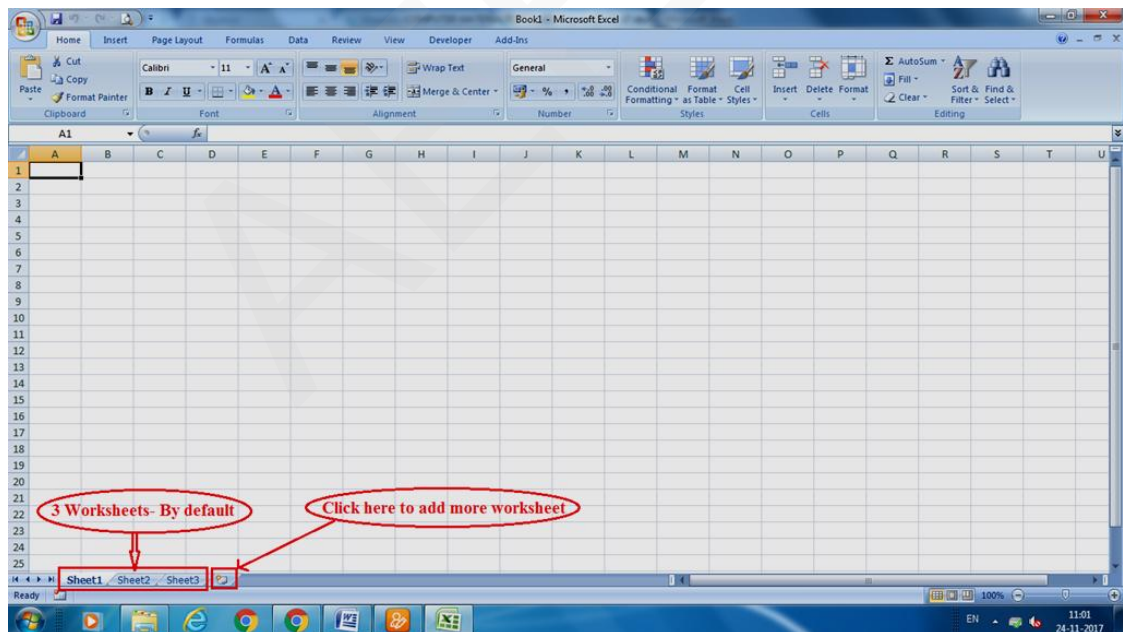 Book1 - Microsoft Excel
Home Insert Page Layout Formulas Data Review View Developer Add-Ins
Paste
Cut
Copy
Format Painter
Clipboard
Calibri 11
B I U
Font
Wrap Text
Merge & Center
Alignment
General
%
Number
Conditional Formatting
Format as Table
Cell Styles
Styles
Insert Delete Format
Cells
Σ AutoSum
Fill
Clear
Sort & Filter
Find & Select
Editing
A1 fx
A B C D E F G H I J K L M N O P Q R S T U
1
2
3
4
5
6
7
8
9
10
11
12
13
14
15
16
17
18
19
20
21
22
23
24
25
3 Worksheets- By default
Click here to add more worksheet
Sheet1 Sheet2 Sheet3
Ready 100%
EN 11:01
24-11-2017